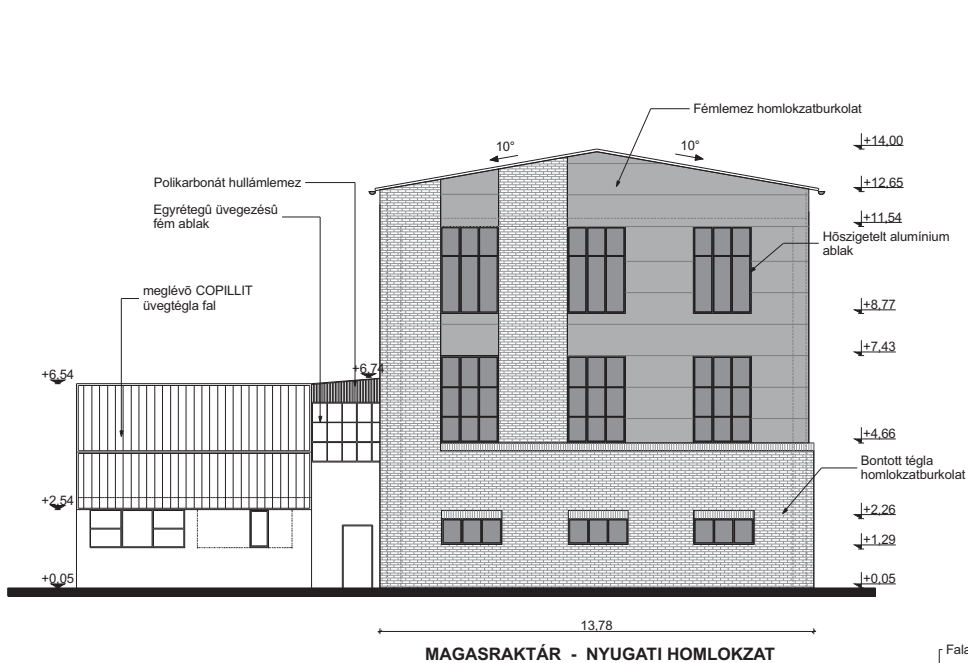 Fémlemez homlokzatburkolat
10°
10°
+14,00
Polikarbonát hullámlemez
+12,65
Egyrétegû üvegezésû
fém ablak
+11,54
Hõszigetelt alumínium
ablak
meglévõ COPILLIT
üvegtégla fal
+8,77
+7,43
+6,54
+6,74
+4,66
Bontott tégla
homlokzatburkolat
+2,54
+2,26
+1,29
+0,05
+0,05
13,78
MAGASRAKTÁR - NYUGATI HOMLOKZAT